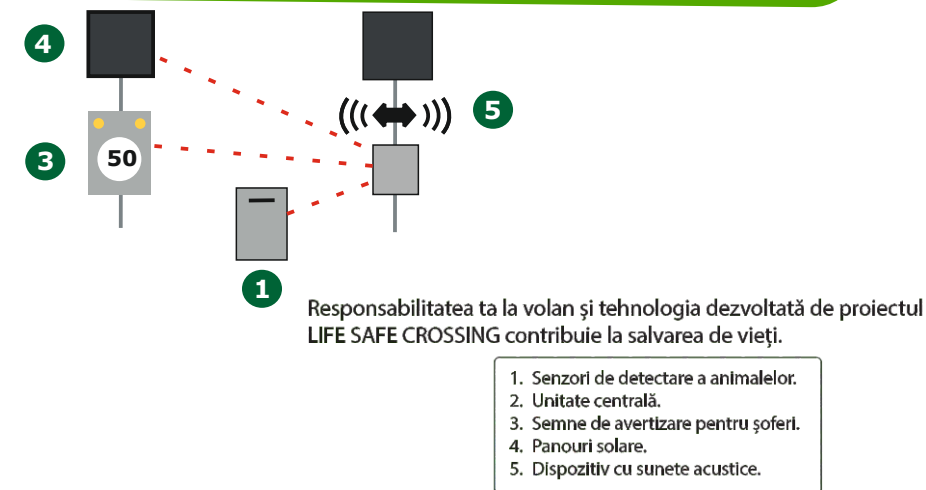 4
5
3
50
1
Responsabilitatea ta la volan și tehnologia dezvoltată de proiectul
LIFE SAFE CROSSING contribuie la salvarea de vieți.
1. Senzori de detectare a animalelor.
2. Unitate centrală.
3. Semne de avertizare pentru șoferi.
4. Panouri solare.
5. Dispozitiv cu sunete acustice.